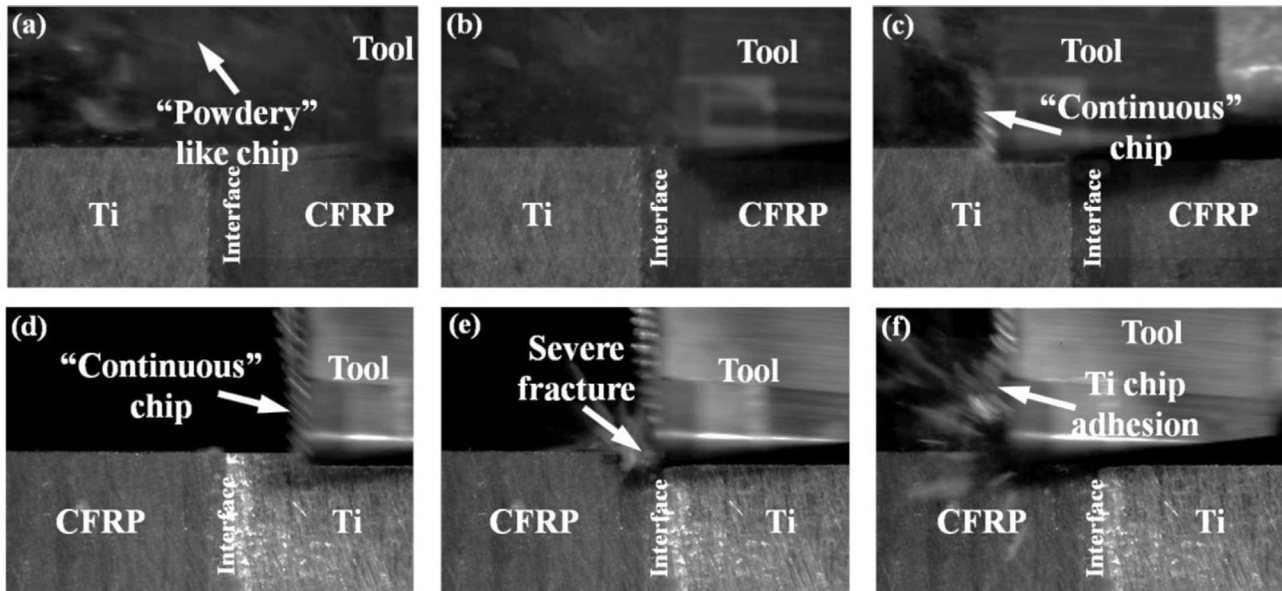 (a)
Tool
“Powdery”
like chip
Ti
Interface
CFRP
(b)
Tool
Ti
Interface
CFRP
(c)
Tool
“Continuous”
chip
Ti
Interface
CFRP
(d)
“Continuous”
chip
Tool
CFRP
Interface
Ti
(e)
Severe
fracture
Tool
CFRP
Interface
Ti
(f)
Tool
Ti chip
adhesion
CFRP
Interface
Ti